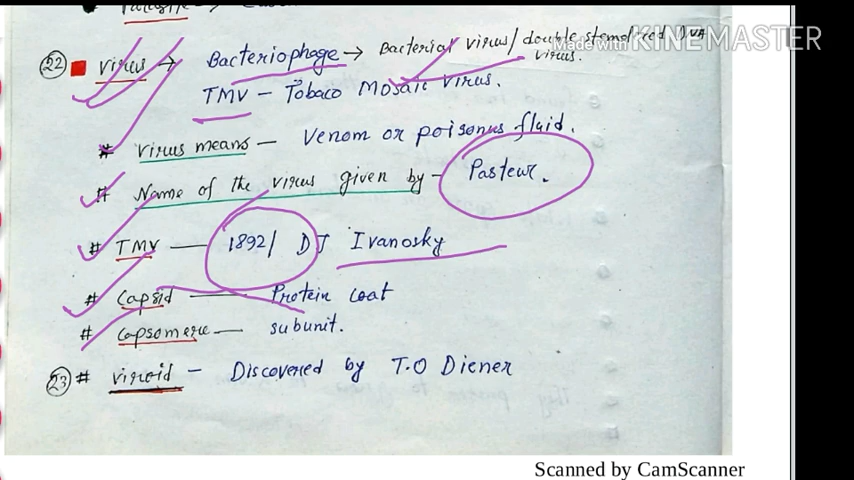 Parasite →
(22) Virus → Bacteriophage → Bacterial virus/double stranded DNA virus.
Made with KINEMASTER
TMV - Tobaco Mosaic virus.
# Virus means - Venom or poisonus fluid.
# Name of the virus given by - Pasteur.
# TMV — 1892/ DJ Ivanosky
# Capsid — Protein coat
# Capsomere — subunit.
(23) # Viroid - Discovered by T.O Diener
Scanned by CamScanner